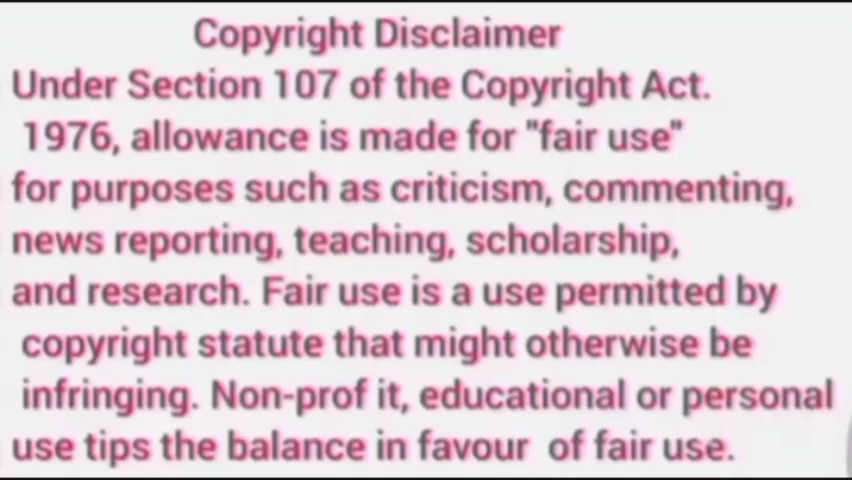 Copyright Disclaimer
Under Section 107 of the Copyright Act.
1976, allowance is made for "fair use"
for purposes such as criticism, commenting,
news reporting, teaching, scholarship,
and research. Fair use is a use permitted by
copyright statute that might otherwise be
infringing. Non-prof it, educational or personal
use tips the balance in favour of fair use.